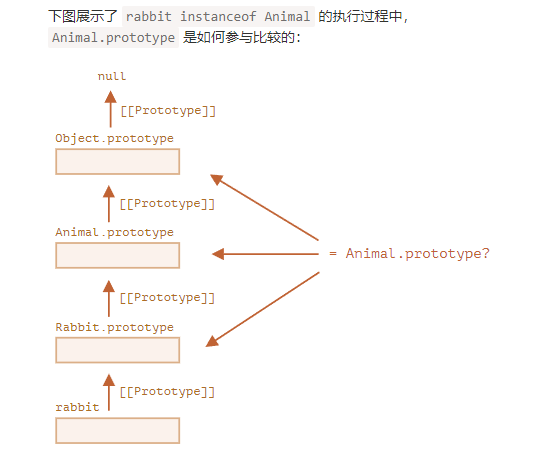 下图展示了 rabbit instanceof Animal 的执行过程中，
Animal.prototype 是如何参与比较的：
null
[[Prototype]]
Object.prototype
[[Prototype]]
Animal.prototype
= Animal.prototype?
[[Prototype]]
Rabbit.prototype
[[Prototype]]
rabbit